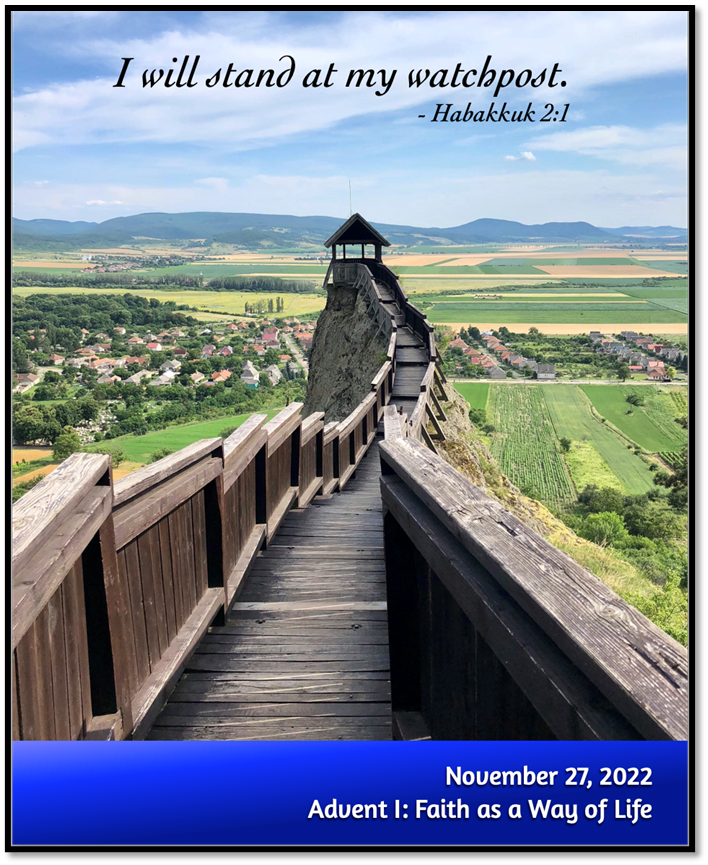 I will stand at my watchpost.
- Habakkuk 2:1
November 27, 2022
Advent I: Faith as a Way of Life